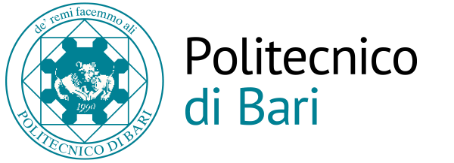 de' remi facemmo ali
1990
POLITECNICO DI BARI
Politecnico
di Bari